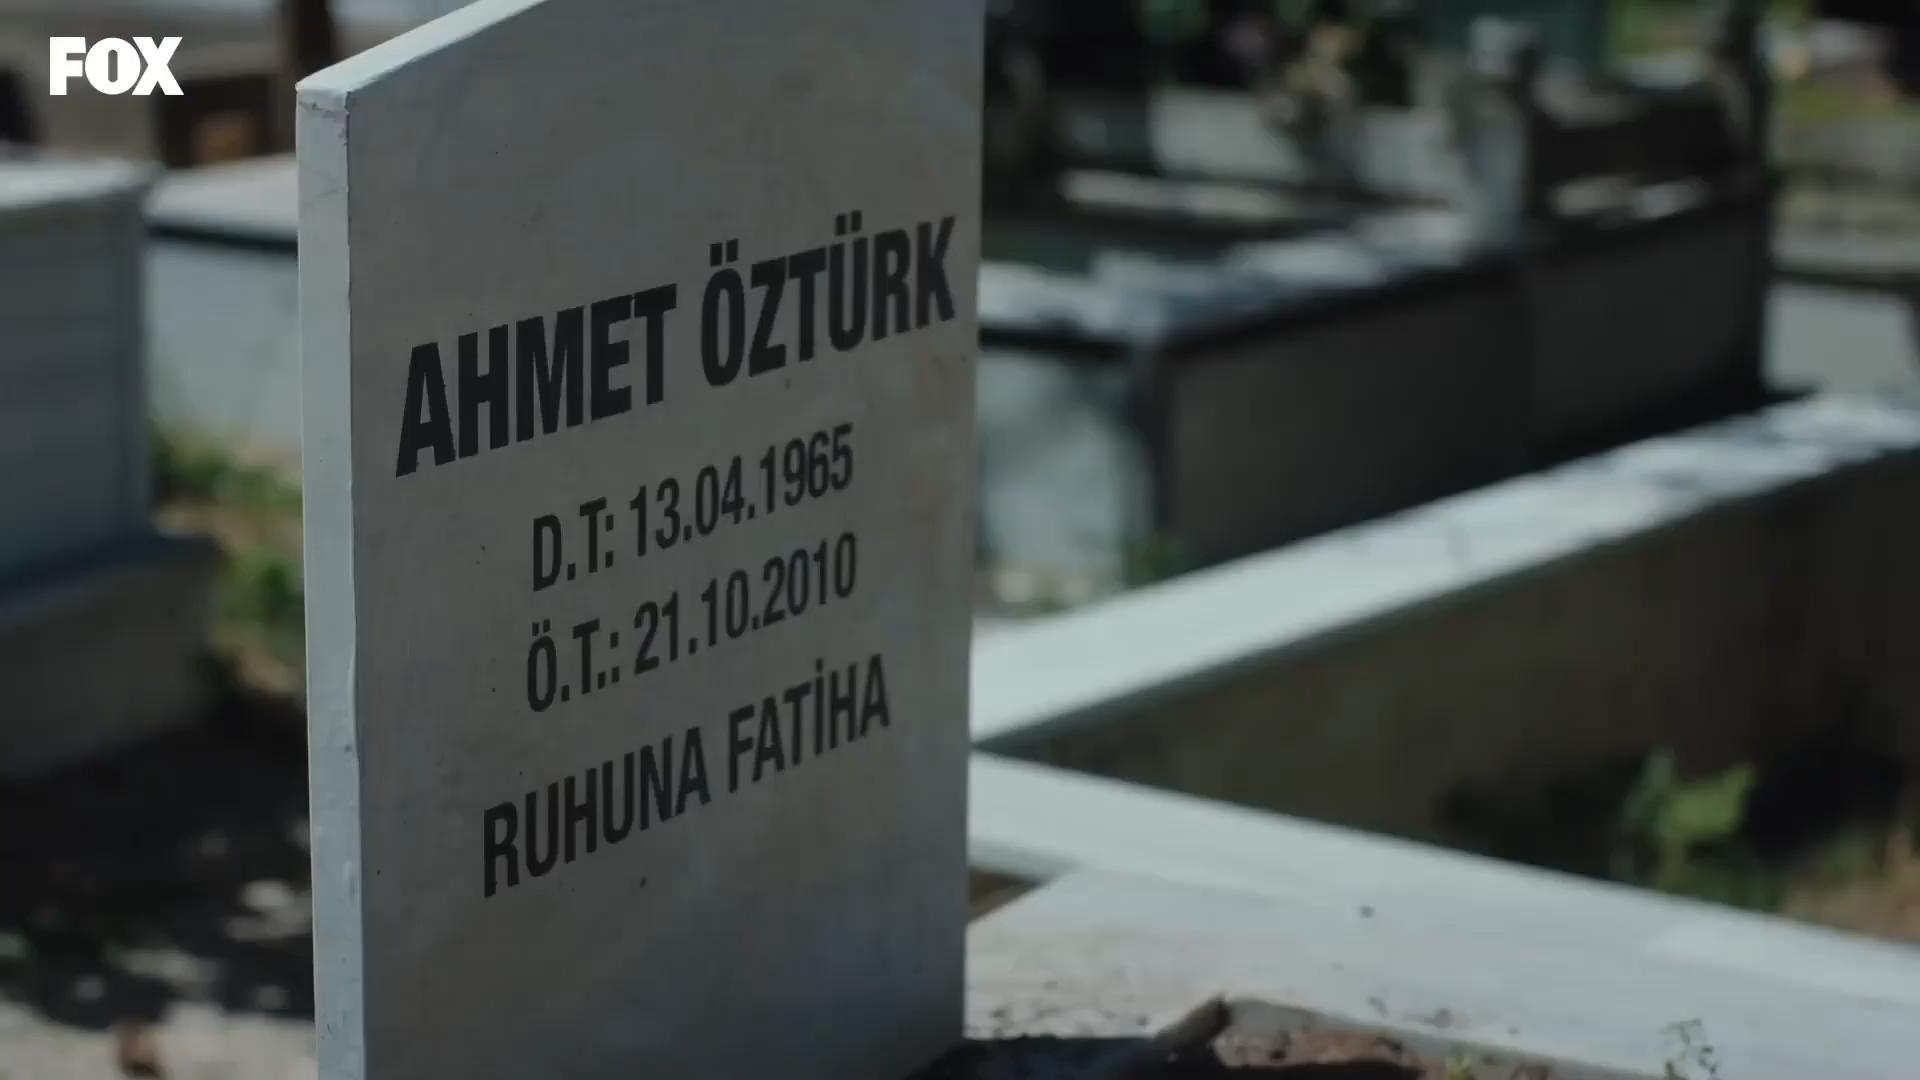 FOX
AHMET ÖZTÜRK
D.T: 13.04.1965
Ö.T.: 21.10.2010
RUHUNA FATİHA